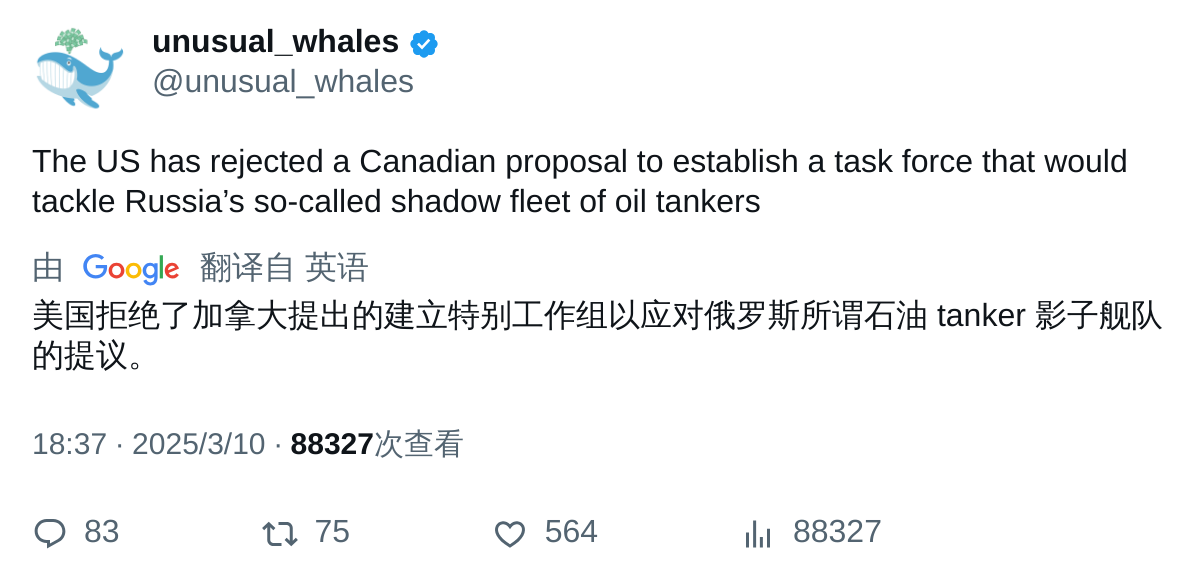 unusual_whales
@unusual_whales
The US has rejected a Canadian proposal to establish a task force that would
tackle Russia’s so-called shadow fleet of oil tankers
由 Google 翻译自 英语
美国拒绝了加拿大提出的建立特别工作组以应对俄罗斯所谓石油 tanker 影子舰队
的提议。
18:37 · 2025/3/10 · 88327次查看
83 75 564 88327